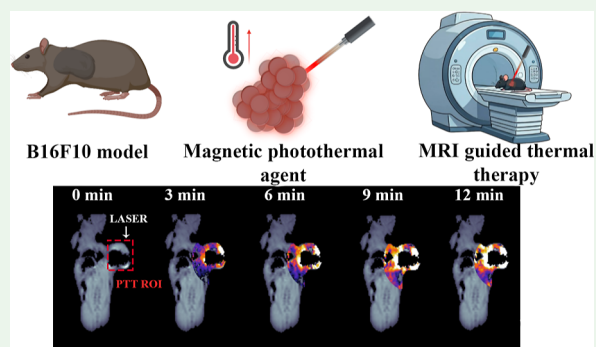 B16F10 model
Magnetic photothermal
agent
MRI guided thermal
therapy
0 min
3 min
6 min
9 min
12 min
LASER
PTT ROI